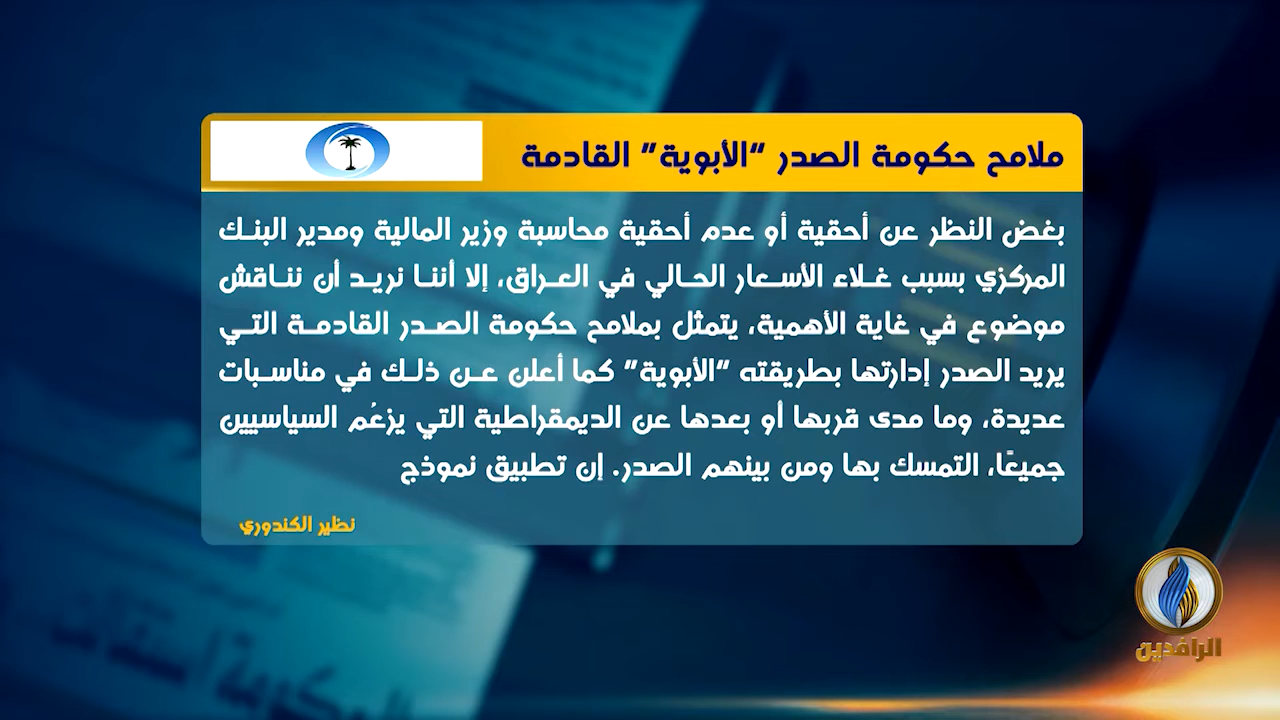 ملامح حكومة الصدر “الأبوية” القادمة
بغض النظر عن أحقية أو عدم أحقية محاسبة وزير المالية ومدير البنك
المركزي بسبب غلاء الأسعار الحالي في العراق، إلا أننا نريد أن نناقش
موضوع في غاية الأهمية، يتمثل بملامح حكومة الصدر القادمة التي
يريد الصدر إدارتها بطريقته “الأبوية” كما أعلن عن ذلك في مناسبات
عديدة، وما مدى قربها أو بعدها عن الديمقراطية التي يزعُم السياسيين
جميعًا، التمسك بها ومن بينهم الصدر. إن تطبيق نموذج
نظير الكندوري
الرافدين